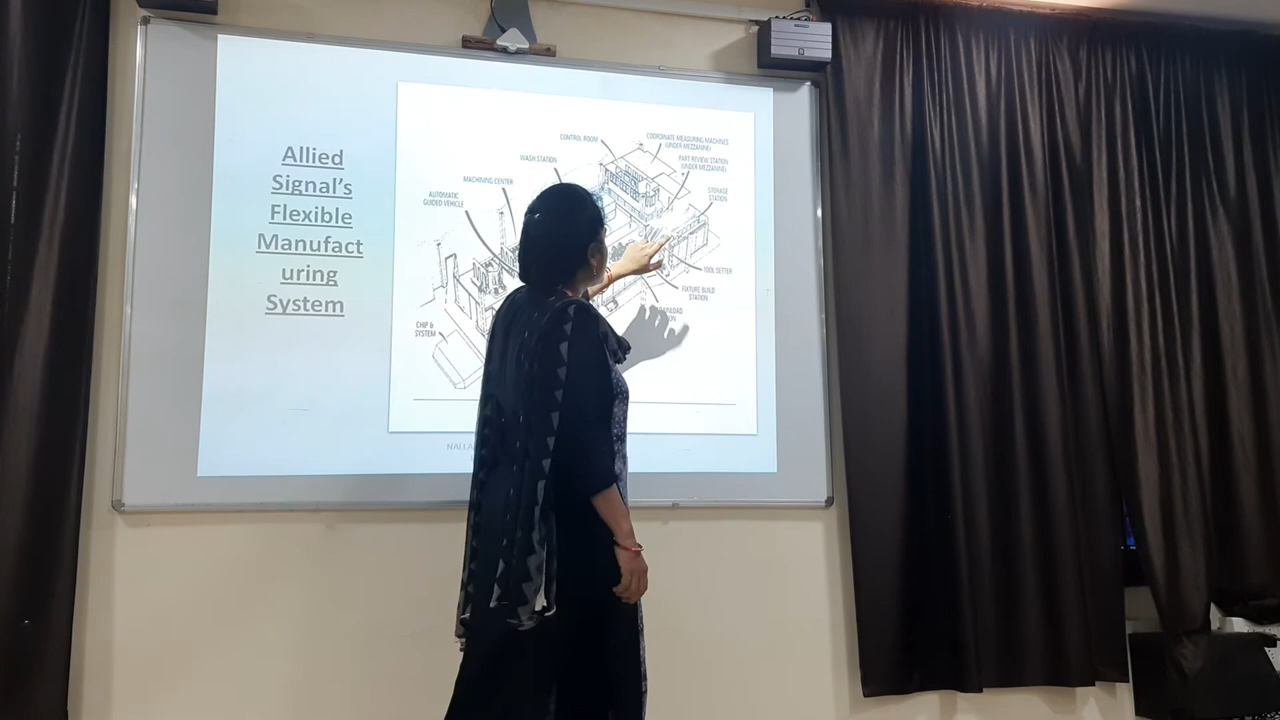 Allied
Signal's
Flexible
Manufact
uring
System
CONTROL ROOM
COORDINATE MEASURING MACHINES
(UNDER MEZZANINE)
WASH STATION
PART REVIEW STATION
(UNDER MEZZANINE)
MACHINING CENTER
STORAGE
STATION
AUTOMATIC
GUIDED VEHICLE
TOOL SETTER
FIXTURE BUILD
STATION
CHIP &
SYSTEM